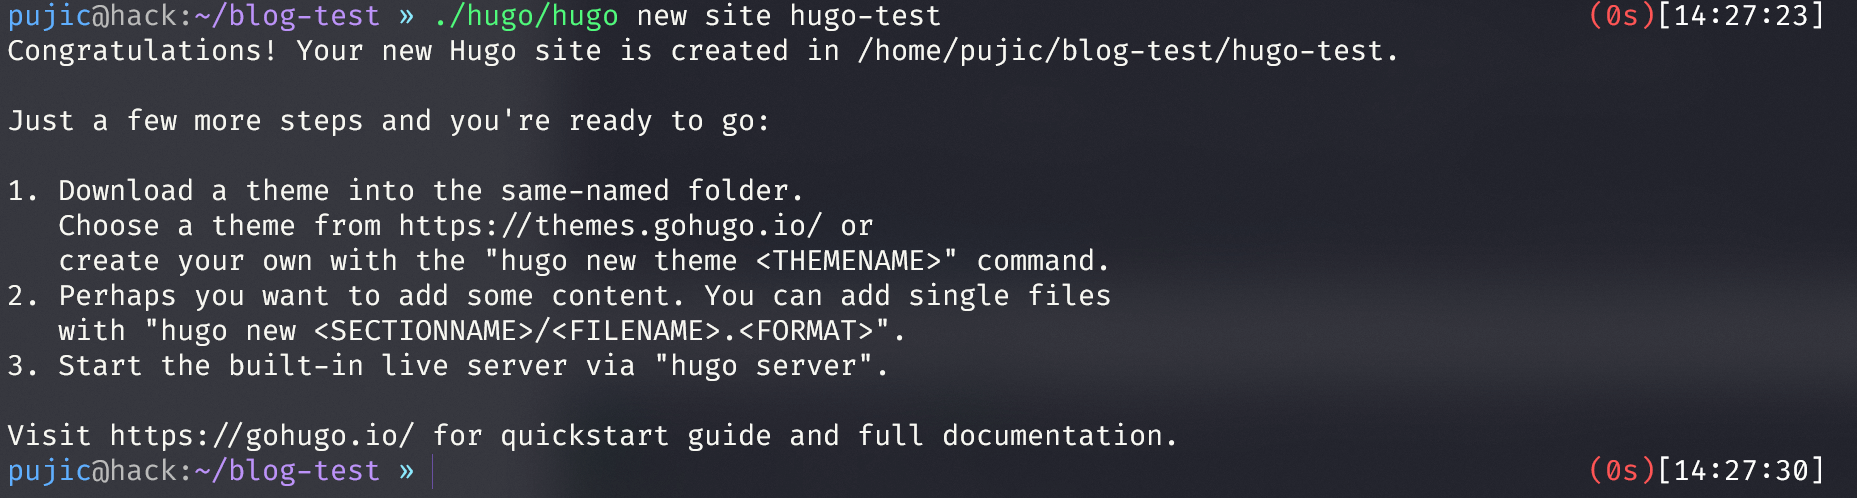 pujic@hack:~/blog-test » ./hugo/hugo new site hugo-test (0s)[14:27:23]
Congratulations! Your new Hugo site is created in /home/pujic/blog-test/hugo-test.
Just a few more steps and you're ready to go:
1. Download a theme into the same-named folder.
Choose a theme from https://themes.gohugo.io/ or
create your own with the "hugo new theme <THEMENAME>" command.
2. Perhaps you want to add some content. You can add single files
with "hugo new <SECTIONNAME>/<FILENAME>.<FORMAT>".
3. Start the built-in live server via "hugo server".
Visit https://gohugo.io/ for quickstart guide and full documentation.
pujic@hack:~/blog-test » (0s)[14:27:30]